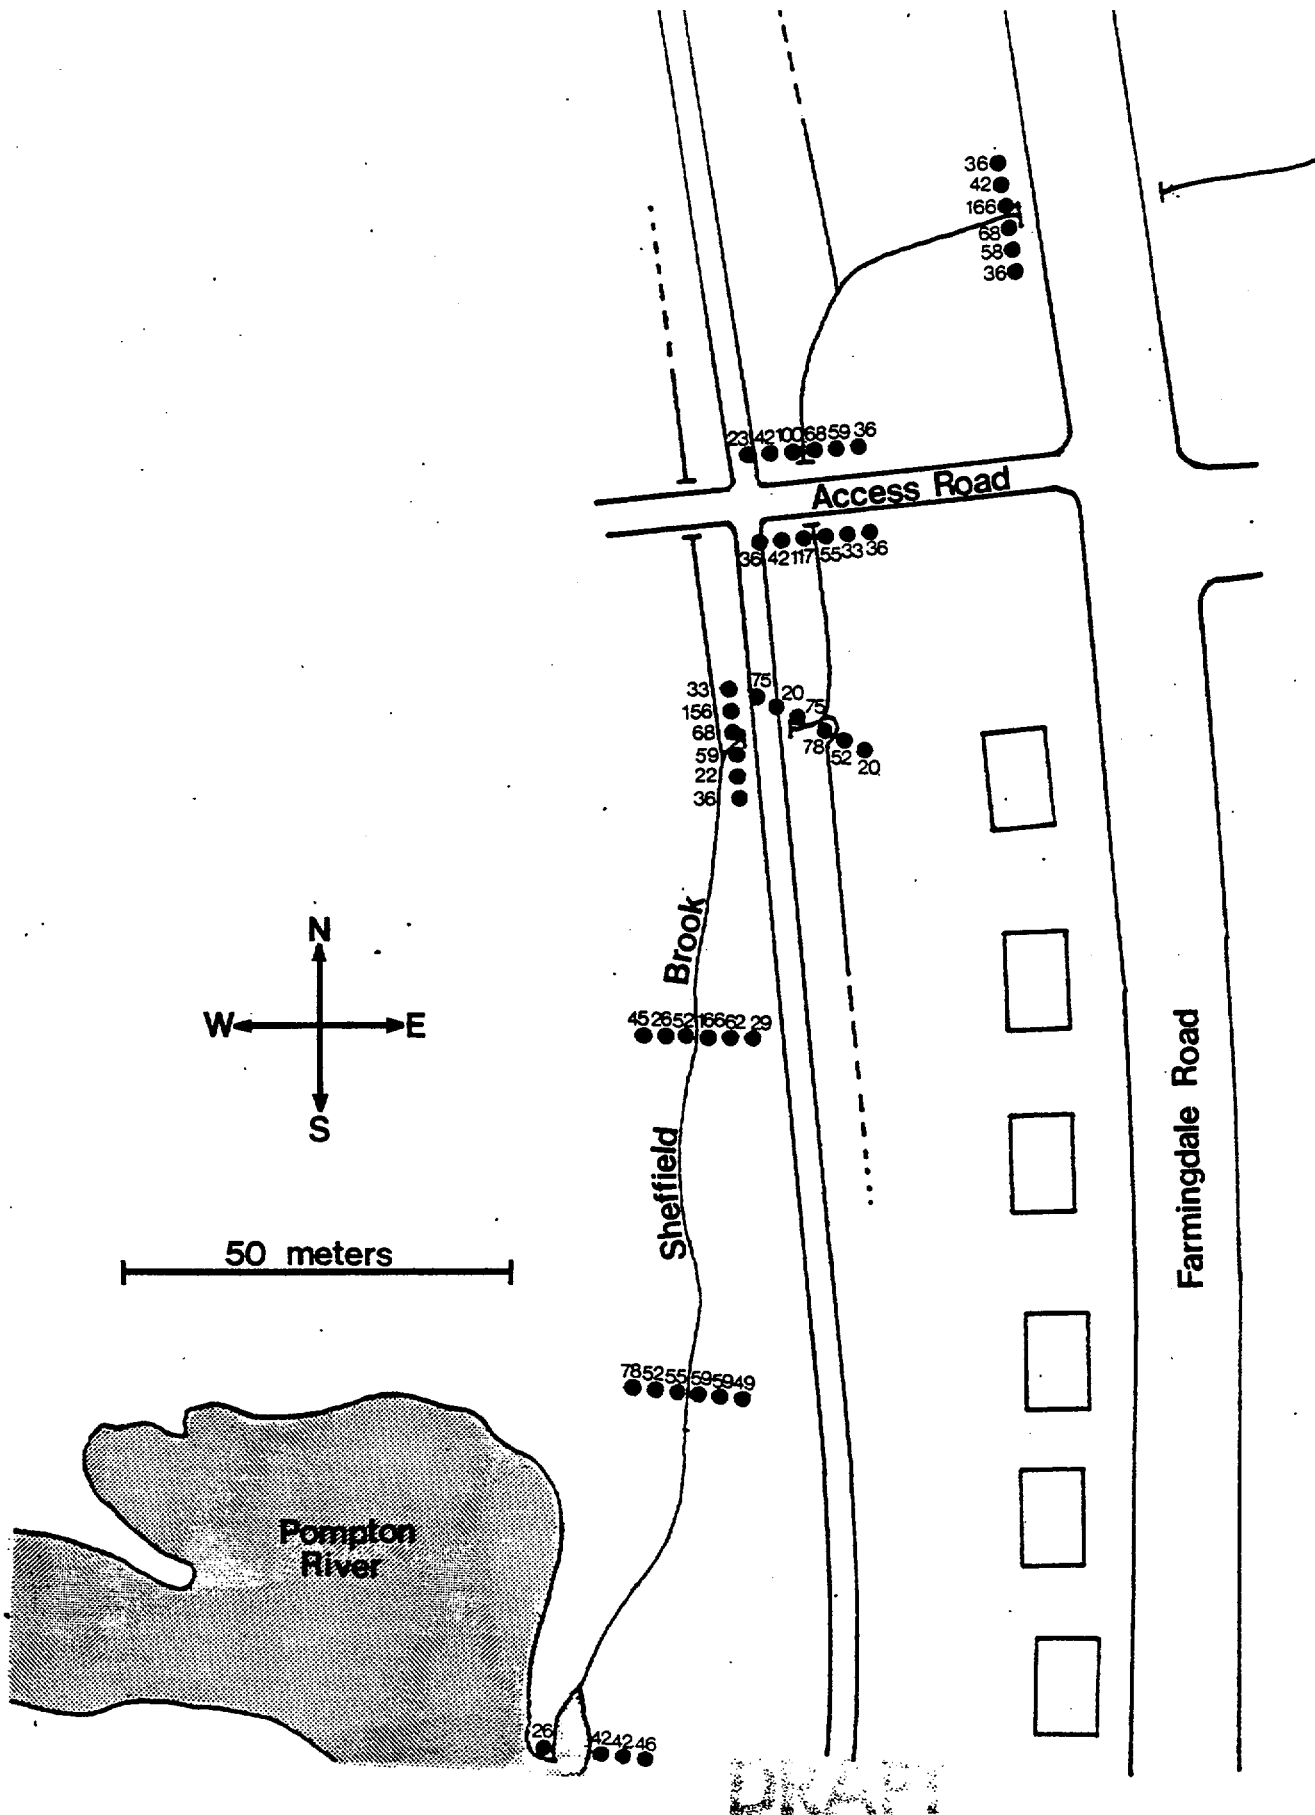 36
42
166
68
58
36
23 42 100 68 59 36
Access Road
36 42 117 55 33 36
33
156
68
59
22
36
75
20
75
78
52
20
Brook
N
W E
S
45 26 52 166 62 29
Sheffield
Farmingdale Road
50 meters
78 52 55 59 59 49
Pompton
River
26
42 42 46
DRAFT